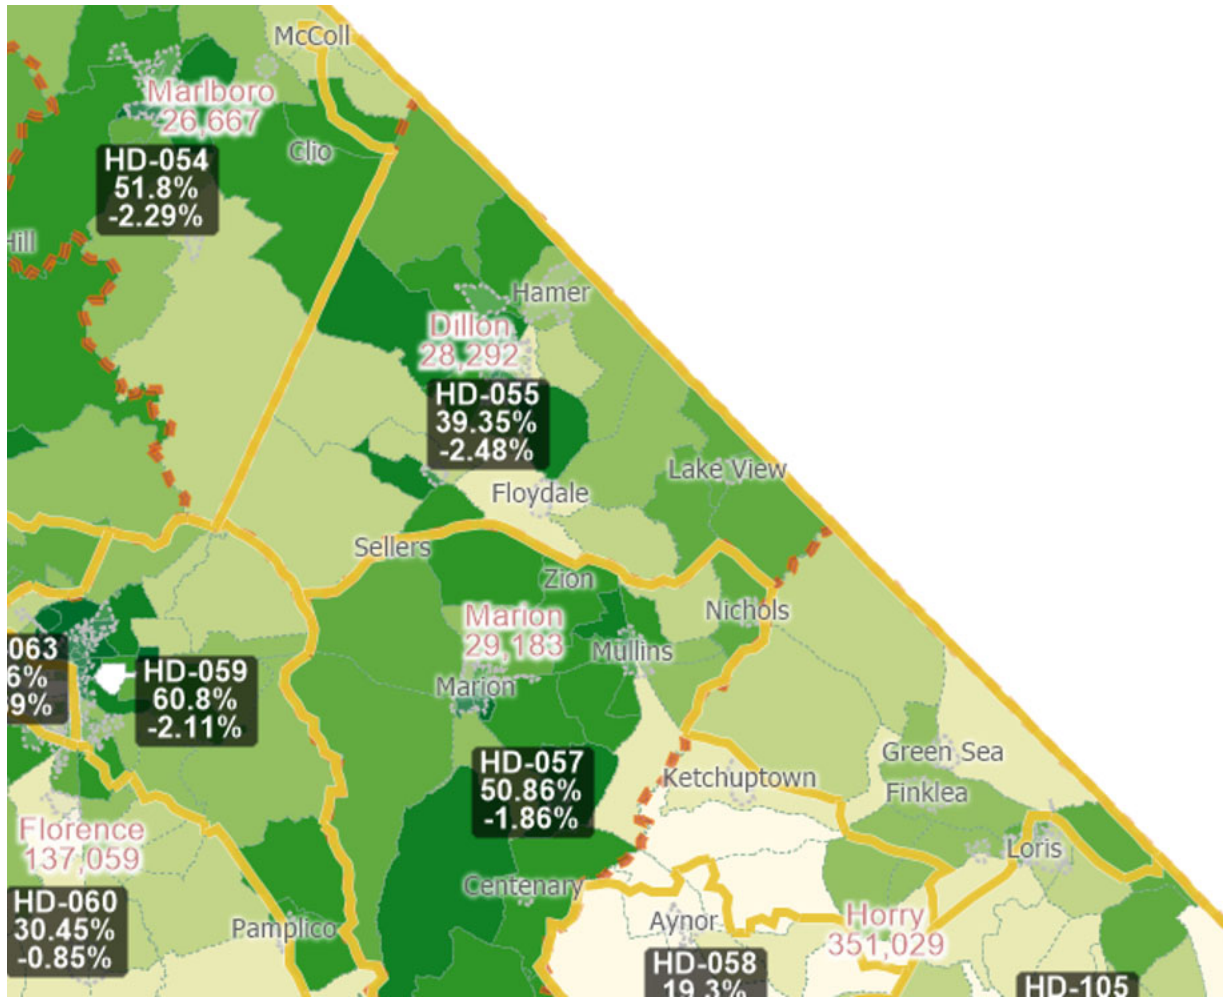 McColl
Marlboro
26,667
Clio
HD-054
51.8%
-2.29%
Hill
Hamer
Dillon
28,292
HD-055
39.35%
-2.48%
Lake View
Floydale
Sellers
Zion
Nichols
Marion
29,183
Mullins
063
6%
9%
HD-059
60.8%
-2.11%
Marion
HD-057
50.86%
-1.86%
Green Sea
Ketchuptown
Finklea
Florence
137,059
Loris
Centenary
HD-060
30.45%
-0.85%
Pamplico
Aynor
Horry
351,029
HD-058
19.3%
HD-105